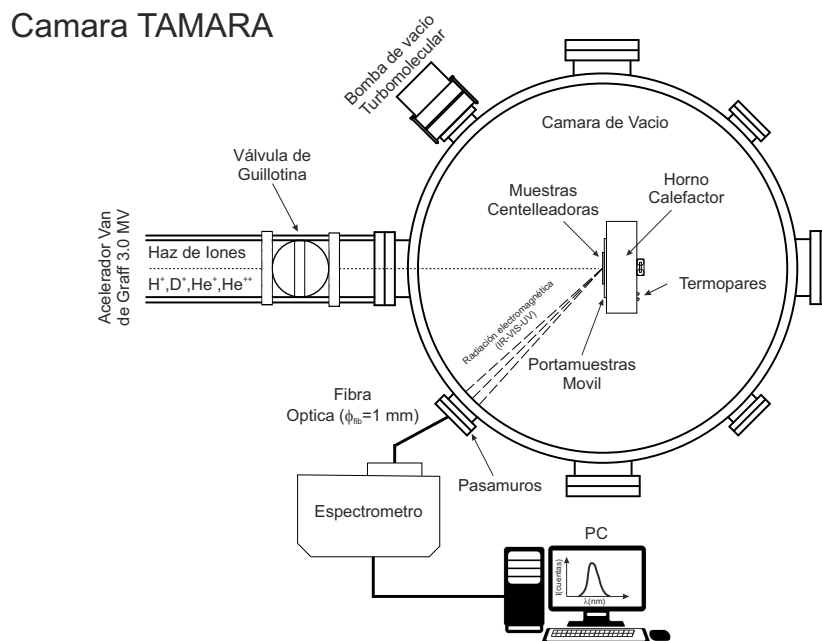 Camara TAMARA
Bomba de vacio
Turbomolecular
Camara de Vacio
Válvula de
Guillotina
Muestras
Centelleadoras
Horno
Calefactor
Acelerador Van
de Graff 3.0 MV
Haz de Iones
H⁺,D⁺,He⁺,He⁺⁺
Termopares
Radiación electromagnética
(IR-VIS-UV)
Portamuestras
Movil
Fibra
Optica (ϕfib=1 mm)
Pasamuros
Espectrometro
PC
I(cuentas)
λ(nm)